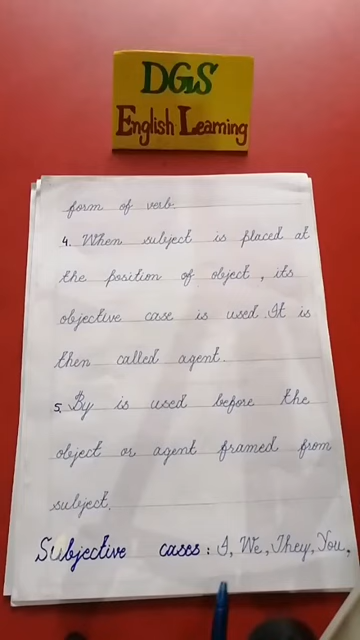 DGS
English Learning
form of verb.
4. When subject is placed at
the position of object, its
objective case is used. It is
then called agent.
5. By is used before the
object or agent framed from
subject.
Subjective cases: I, We, They, You,